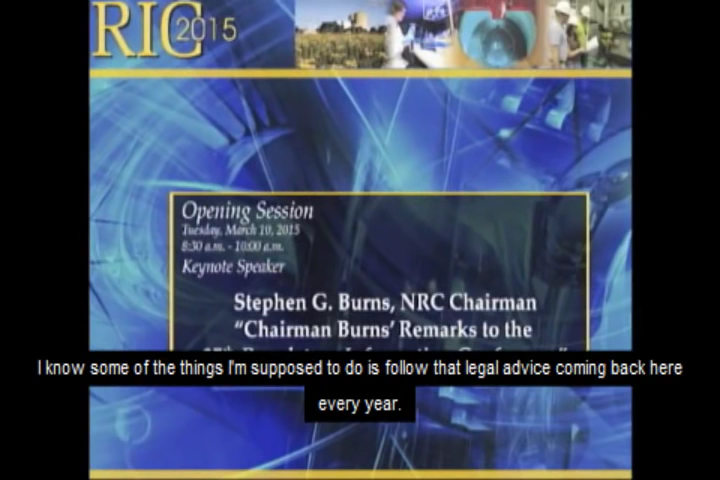 RIC 2015
Opening Session
Tuesday, March 10, 2015
8:30 a.m. - 10:00 a.m.
Keynote Speaker
Stephen G. Burns, NRC Chairman
“Chairman Burns’ Remarks to the
I know some of the things I'm supposed to do is follow that legal advice coming back here
every year.